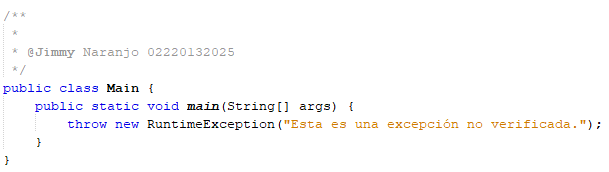 /**
 *
 * @Jimmy Naranjo 02220132025
 */
public class Main {
    public static void main(String[] args) {
        throw new RuntimeException("Esta es una excepción no verificada.");
    }
}